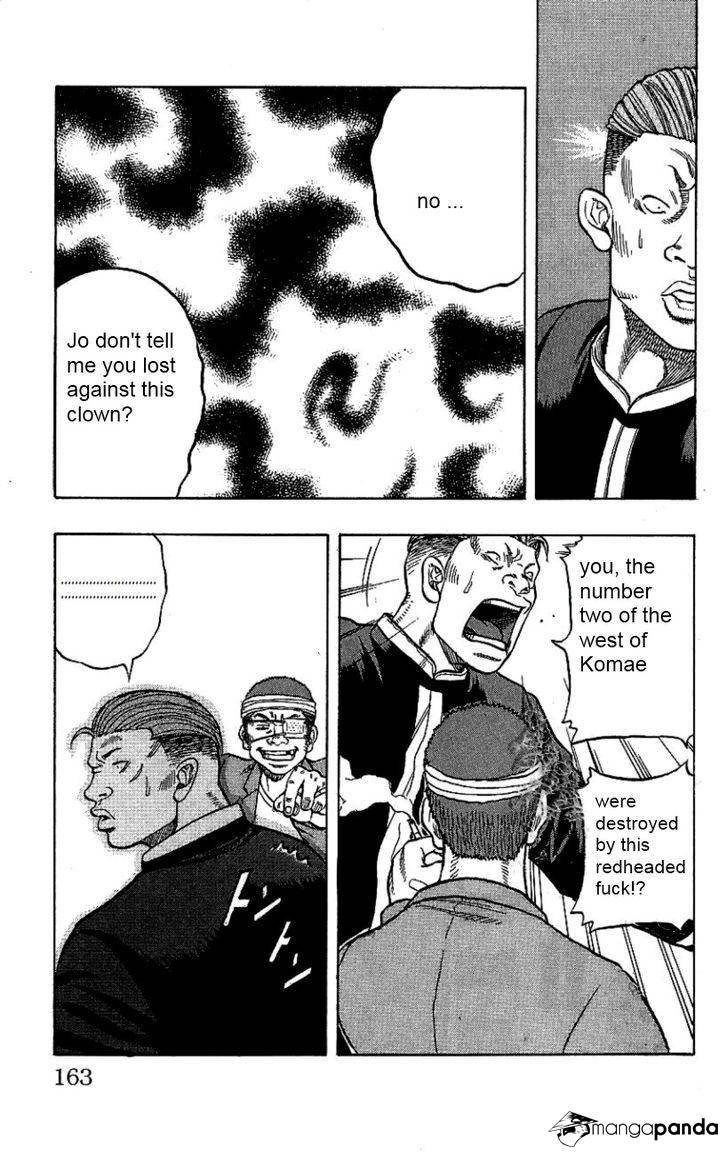 no ...
Jo don't tell
me you lost
against this
clown?
you, the
number
two of the
west of
Komae
were
destroyed
by this
redheaded
fuck!?
........................
........................
トントン
163
mangapanda